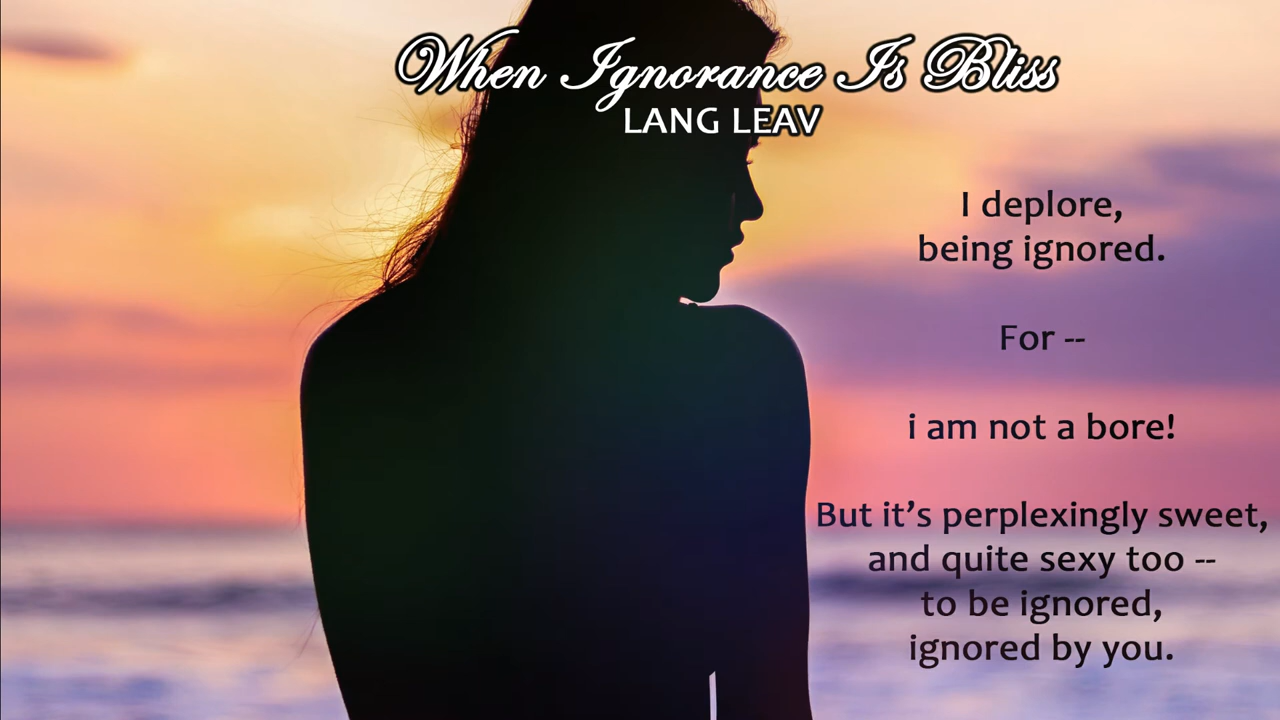 When Ignorance Is Bliss
LANG LEAV
I deplore,
being ignored.
For --
i am not a bore!
But it’s perplexingly sweet,
and quite sexy too --
to be ignored,
ignored by you.